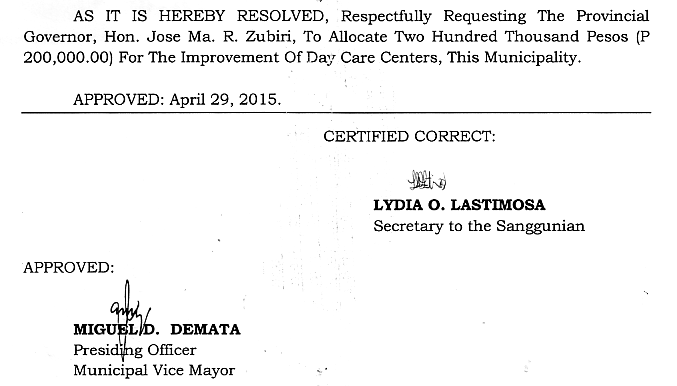 AS IT IS HEREBY RESOLVED, Respectfully Requesting The Provincial
Governor, Hon. Jose Ma. R. Zubiri, To Allocate Two Hundred Thousand Pesos (P
200,000.00) For The Improvement Of Day Care Centers, This Municipality.
APPROVED: April 29, 2015.
CERTIFIED CORRECT:
LYDIA O. LASTIMOSA
Secretary to the Sanggunian
APPROVED:
MIGUEL D. DEMATA
Presiding Officer
Municipal Vice Mayor